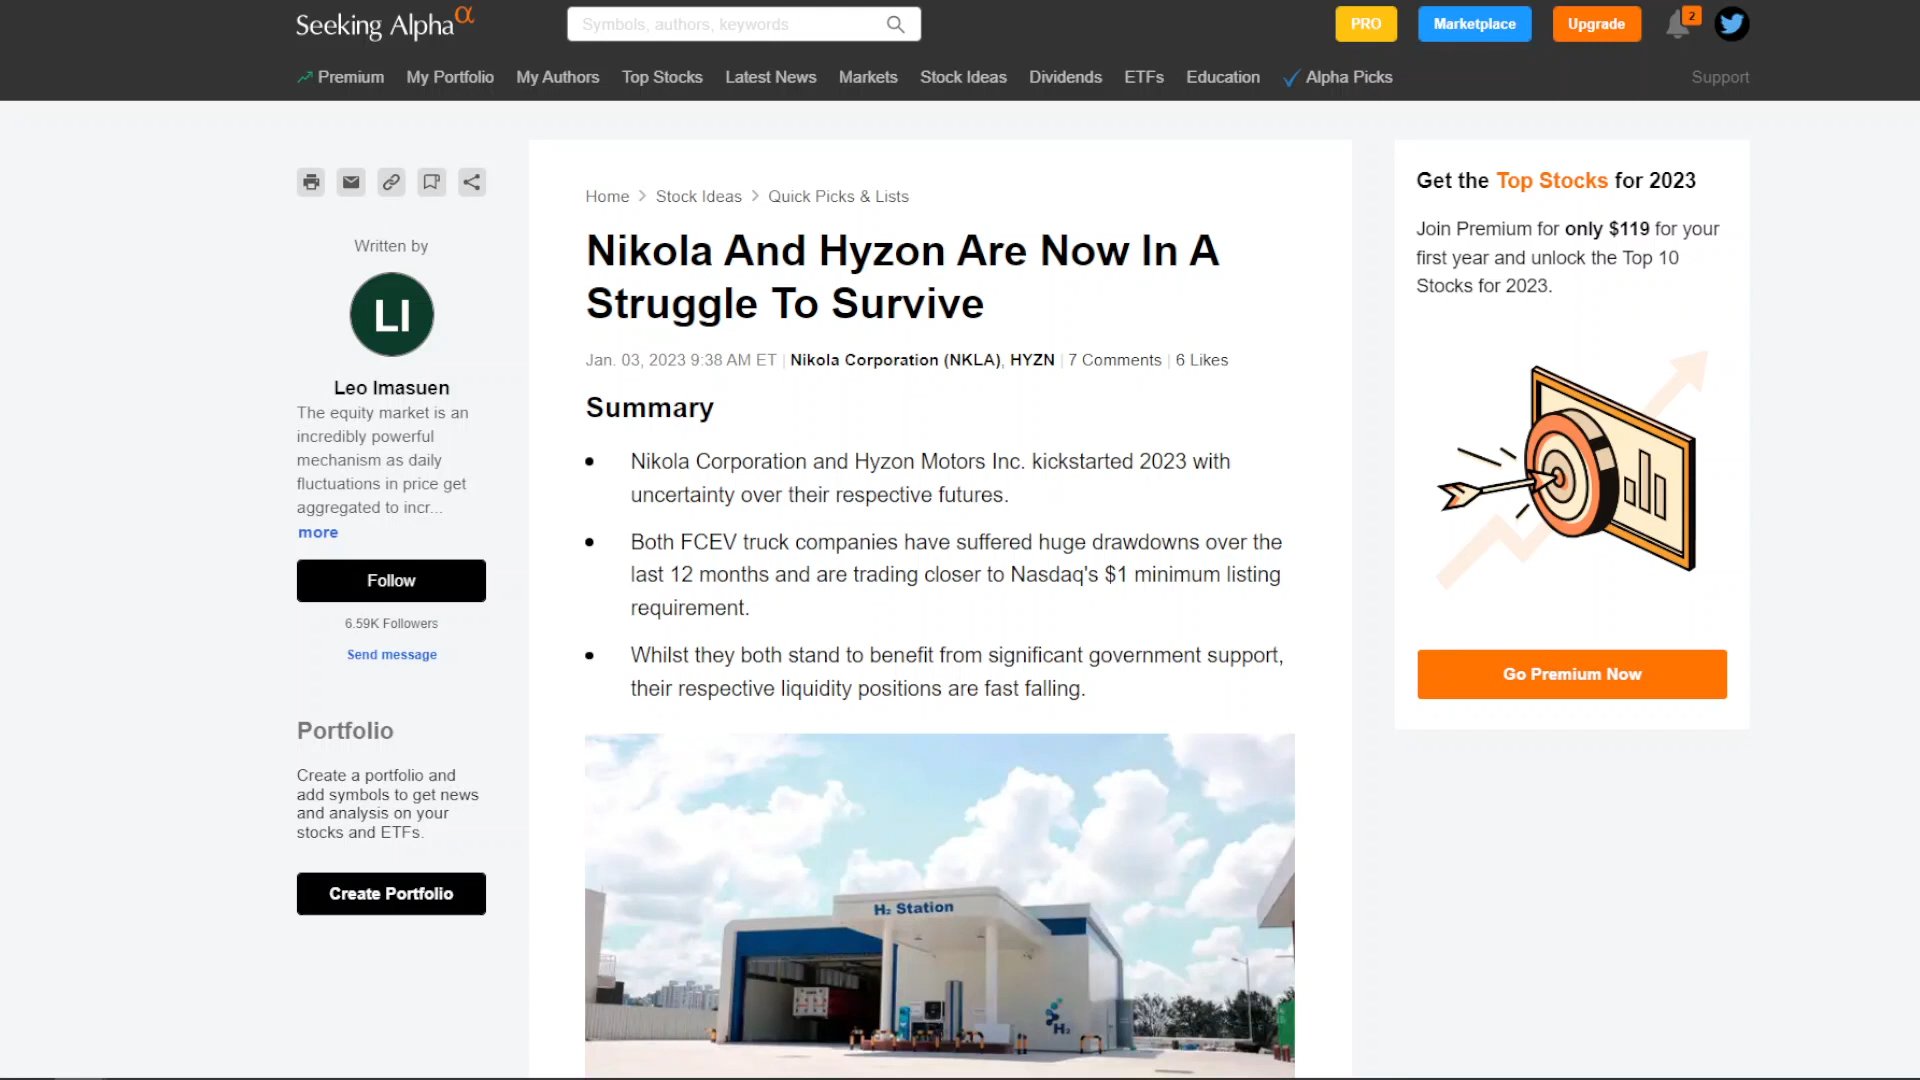 Seeking Alpha α
Symbols, authors, keywords
PRO
Marketplace
Upgrade
2
Premium
My Portfolio
My Authors
Top Stocks
Latest News
Markets
Stock Ideas
Dividends
ETFs
Education
Alpha Picks
Support
Written by
LI
Leo Imasuen
The equity market is an
incredibly powerful
mechanism as daily
fluctuations in price get
aggregated to incr...
more
Follow
6.59K Followers
Send message
Portfolio
Create a portfolio and
add symbols to get news
and analysis on your
stocks and ETFs.
Create Portfolio
Home > Stock Ideas > Quick Picks & Lists
Nikola And Hyzon Are Now In A
Struggle To Survive
Jan. 03, 2023 9:38 AM ET | Nikola Corporation (NKLA), HYZN | 7 Comments | 6 Likes
Summary
• Nikola Corporation and Hyzon Motors Inc. kickstarted 2023 with
uncertainty over their respective futures.
• Both FCEV truck companies have suffered huge drawdowns over the
last 12 months and are trading closer to Nasdaq's $1 minimum listing
requirement.
• Whilst they both stand to benefit from significant government support,
their respective liquidity positions are fast falling.
H₂ Station
H₂
Get the Top Stocks for 2023
Join Premium for only $119 for your
first year and unlock the Top 10
Stocks for 2023.
Go Premium Now